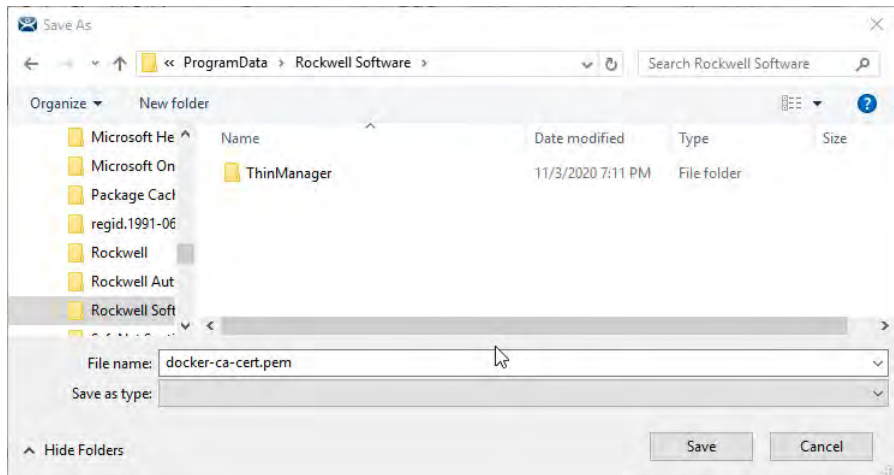 Save As
« ProgramData > Rockwell Software >
Search Rockwell Software
Organize
New folder
Name
Date modified
Type
Size
Microsoft He
Microsoft On
Package Cacl
regid.1991-06
Rockwell
Rockwell Aut
Rockwell Soft
ThinManager 11/3/2020 7:11 PM File folder
File name: docker-ca-cert.pem
Save as type:
Hide Folders
Save
Cancel